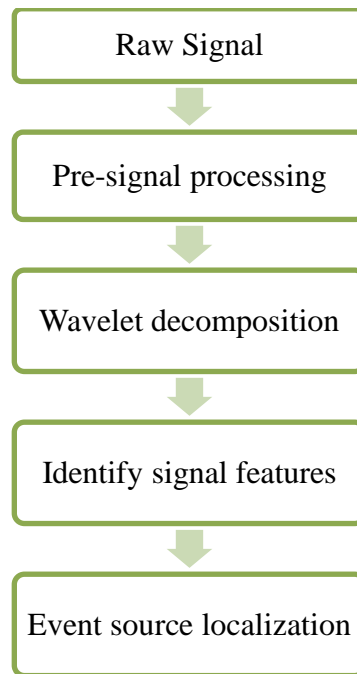 Raw Signal
Pre-signal processing
Wavelet decomposition
Identify signal features
Event source localization